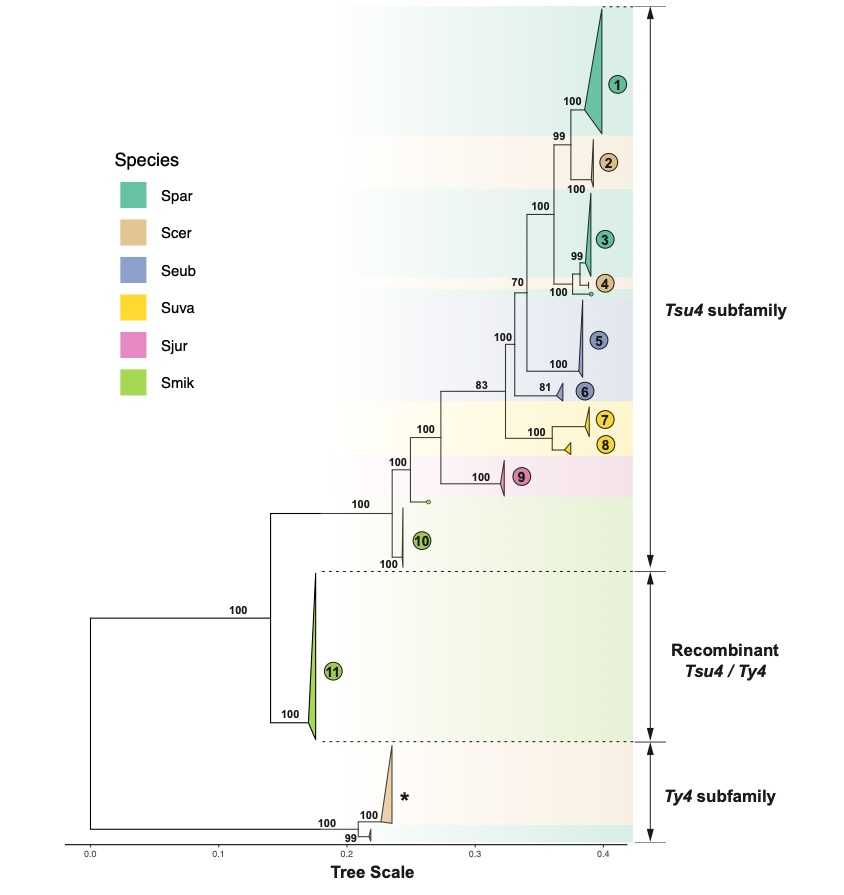 1
100
99
2
100
Species
Spar
100
Scer
3
99
Seub
70
4
100
Suva
Tsu4 subfamily
100
5
Sjur
100
83
81
6
Smik
7
100
100
8
100
100
9
100
10
100
100
Recombinant
Tsu4 / Ty4
11
100
Ty4 subfamily
*
100
100
99
0.0 0.1 0.2 0.3 0.4
Tree Scale